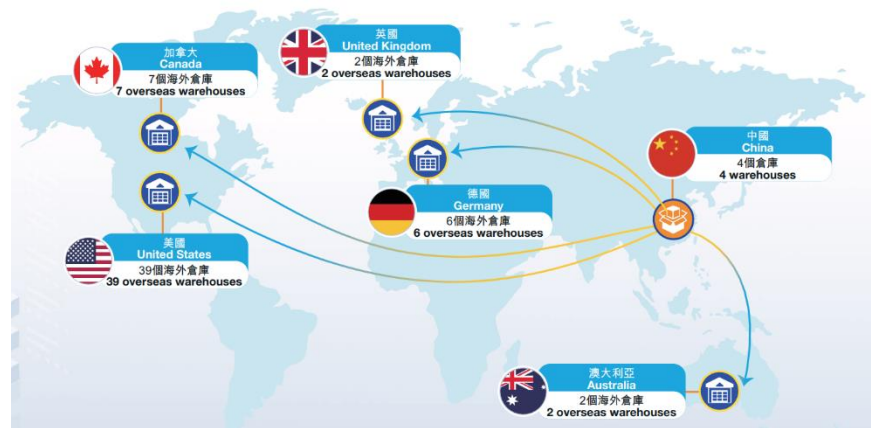 加拿大
Canada
7個海外倉庫
7 overseas warehouses
英國
United Kingdom
2個海外倉庫
2 overseas warehouses
中國
China
4個倉庫
4 warehouses
德國
Germany
6個海外倉庫
6 overseas warehouses
美國
United States
39個海外倉庫
39 overseas warehouses
澳大利亞
Australia
2個海外倉庫
2 overseas warehouses